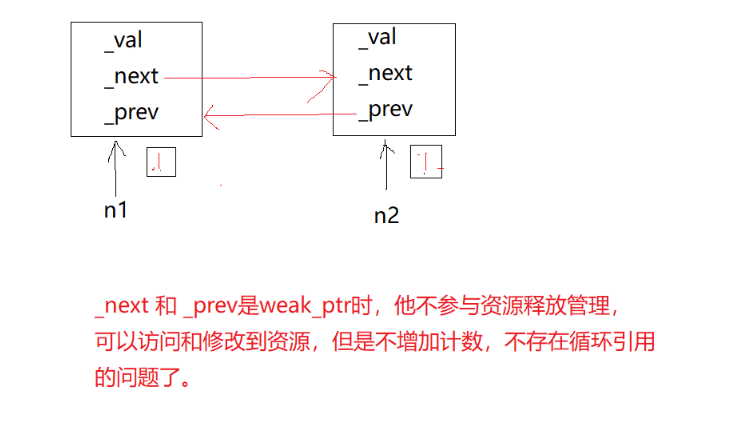 _val _val
_next _next
_prev _prev
1 1
n1 n2
_next 和 _prev是weak_ptr时，他不参与资源释放管理，
可以访问和修改到资源，但是不增加计数，不存在循环引用
的问题了。